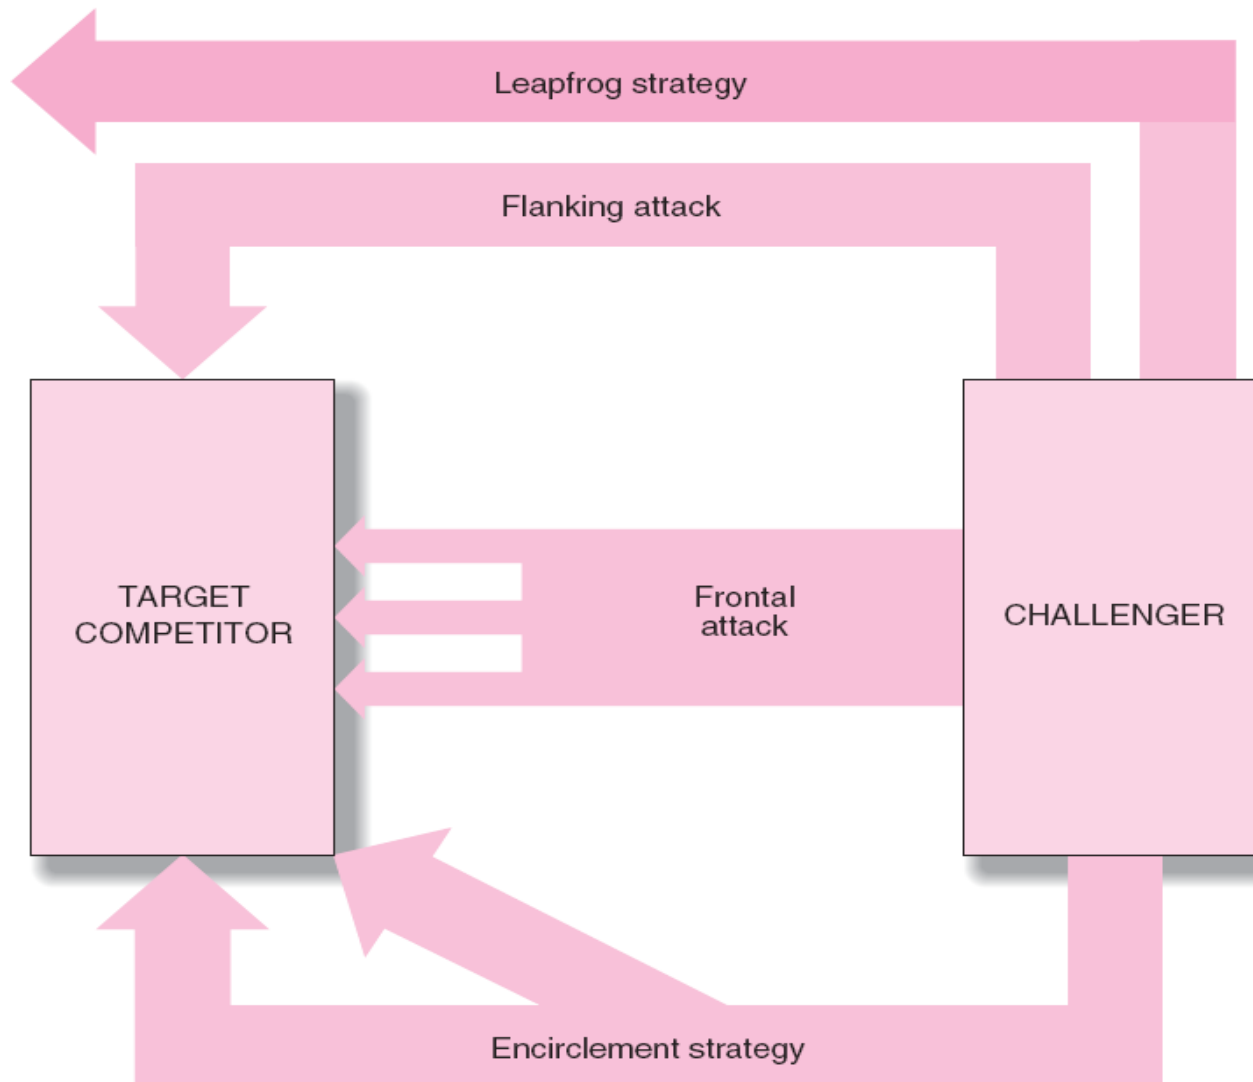 Leapfrog strategy
Flanking attack
TARGET
COMPETITOR
Frontal
attack
CHALLENGER
Encirclement strategy